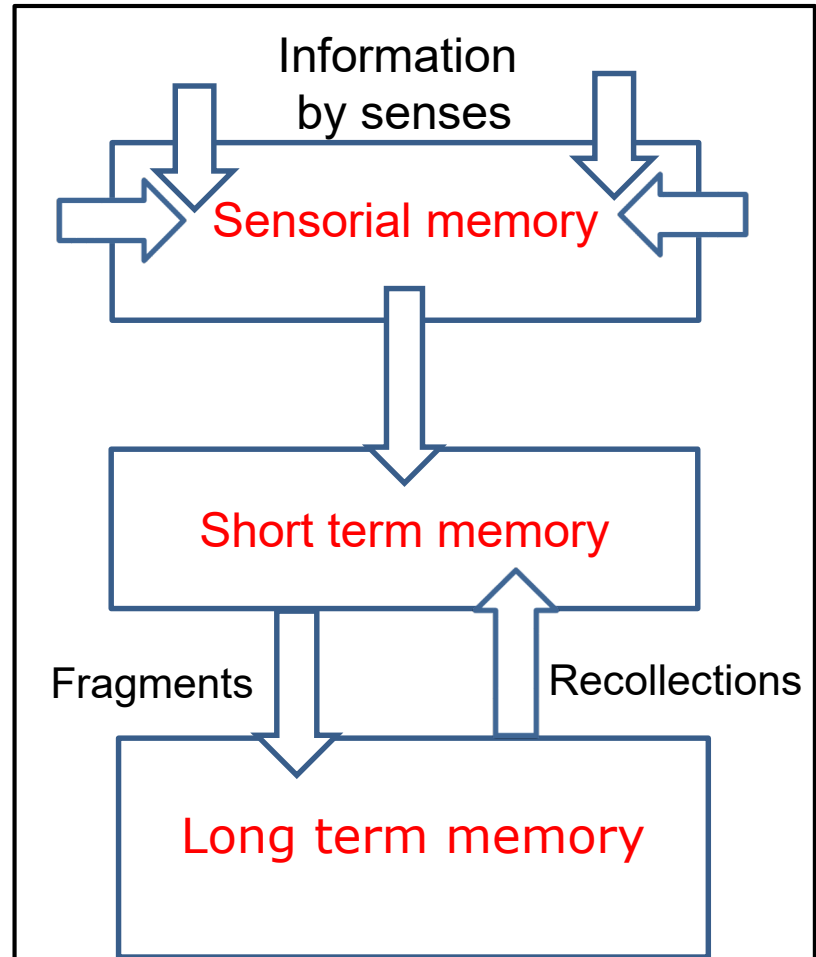 Information
by senses
Sensorial memory
Short term memory
Fragments
Recollections
Long term memory